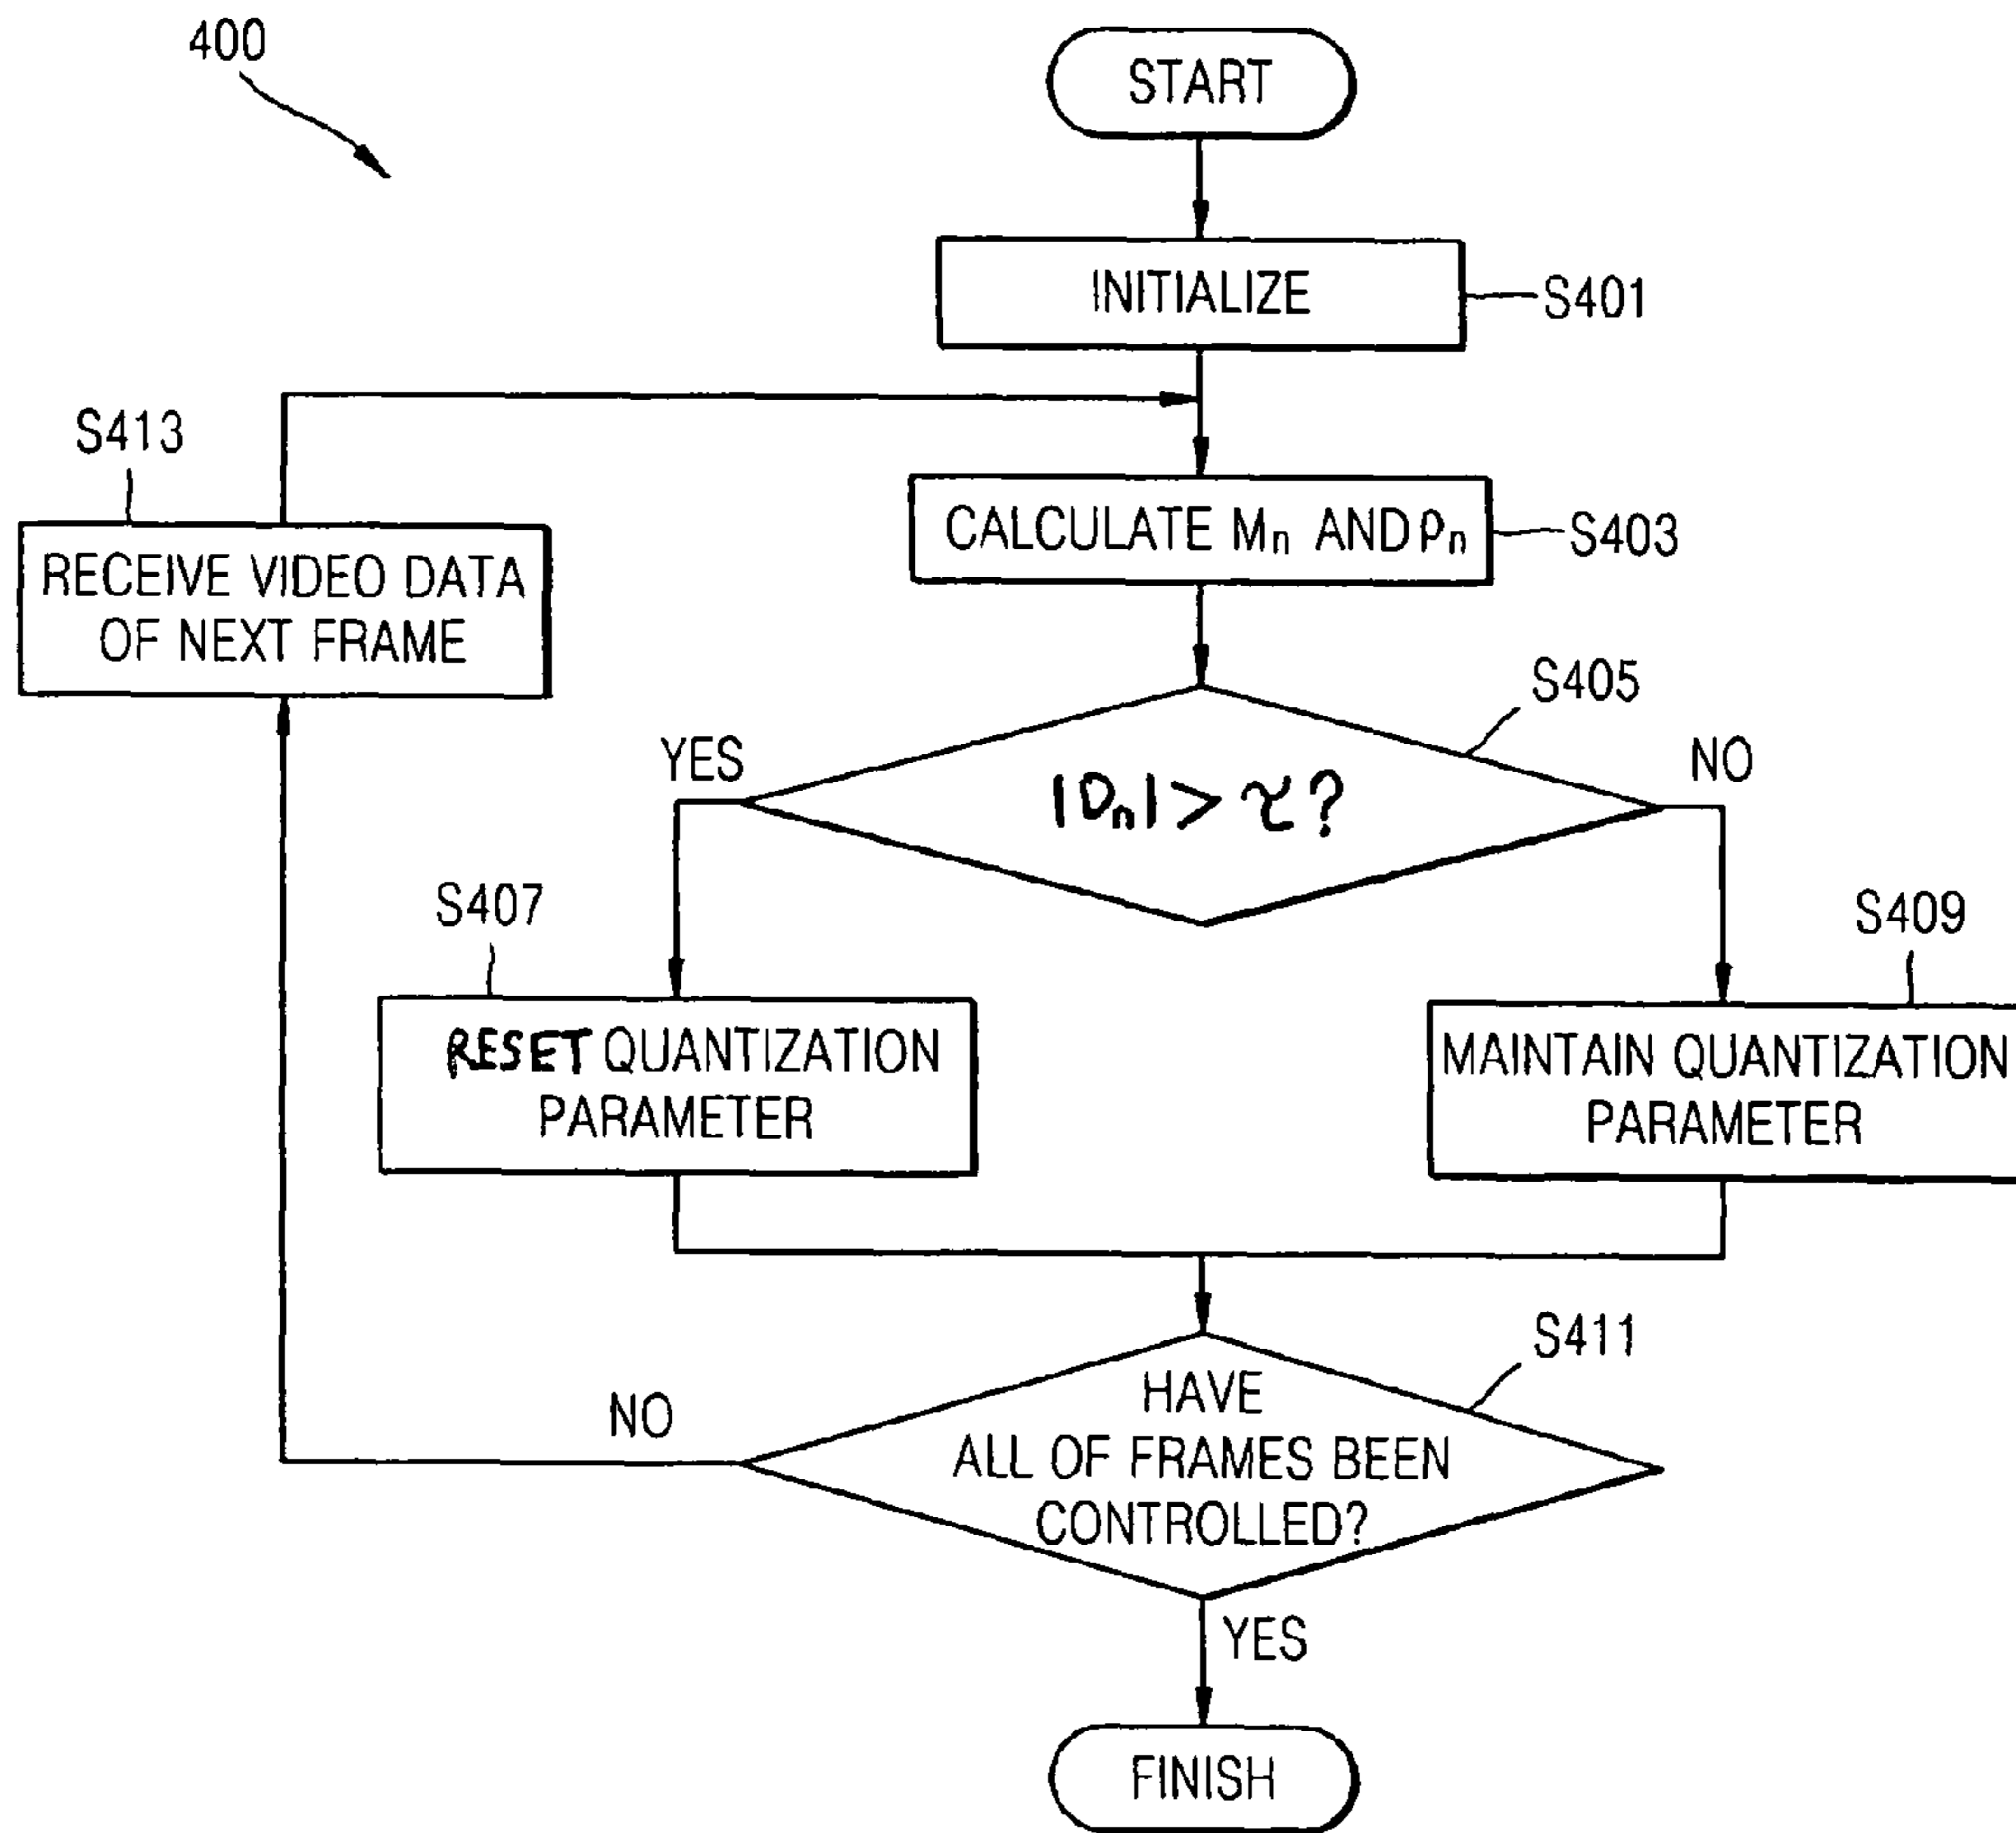 400
START
INITIALIZE
S401
S413
RECEIVE VIDEO DATA
OF NEXT FRAME
CALCULATE Mn AND ρn
S403
S405
YES
|Dn| > τ?
NO
S407
RESET QUANTIZATION
PARAMETER
S409
MAINTAIN QUANTIZATION
PARAMETER
S411
NO
HAVE
ALL OF FRAMES BEEN
CONTROLLED?
YES
FINISH